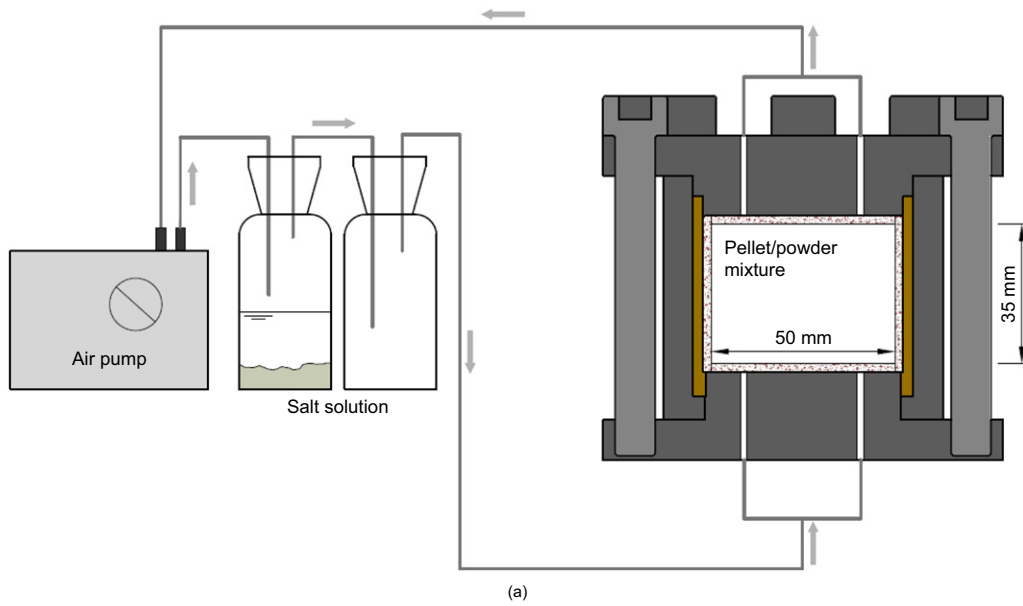 Air pump
Salt solution
Pellet/powder
mixture
50 mm
35 mm
(a)